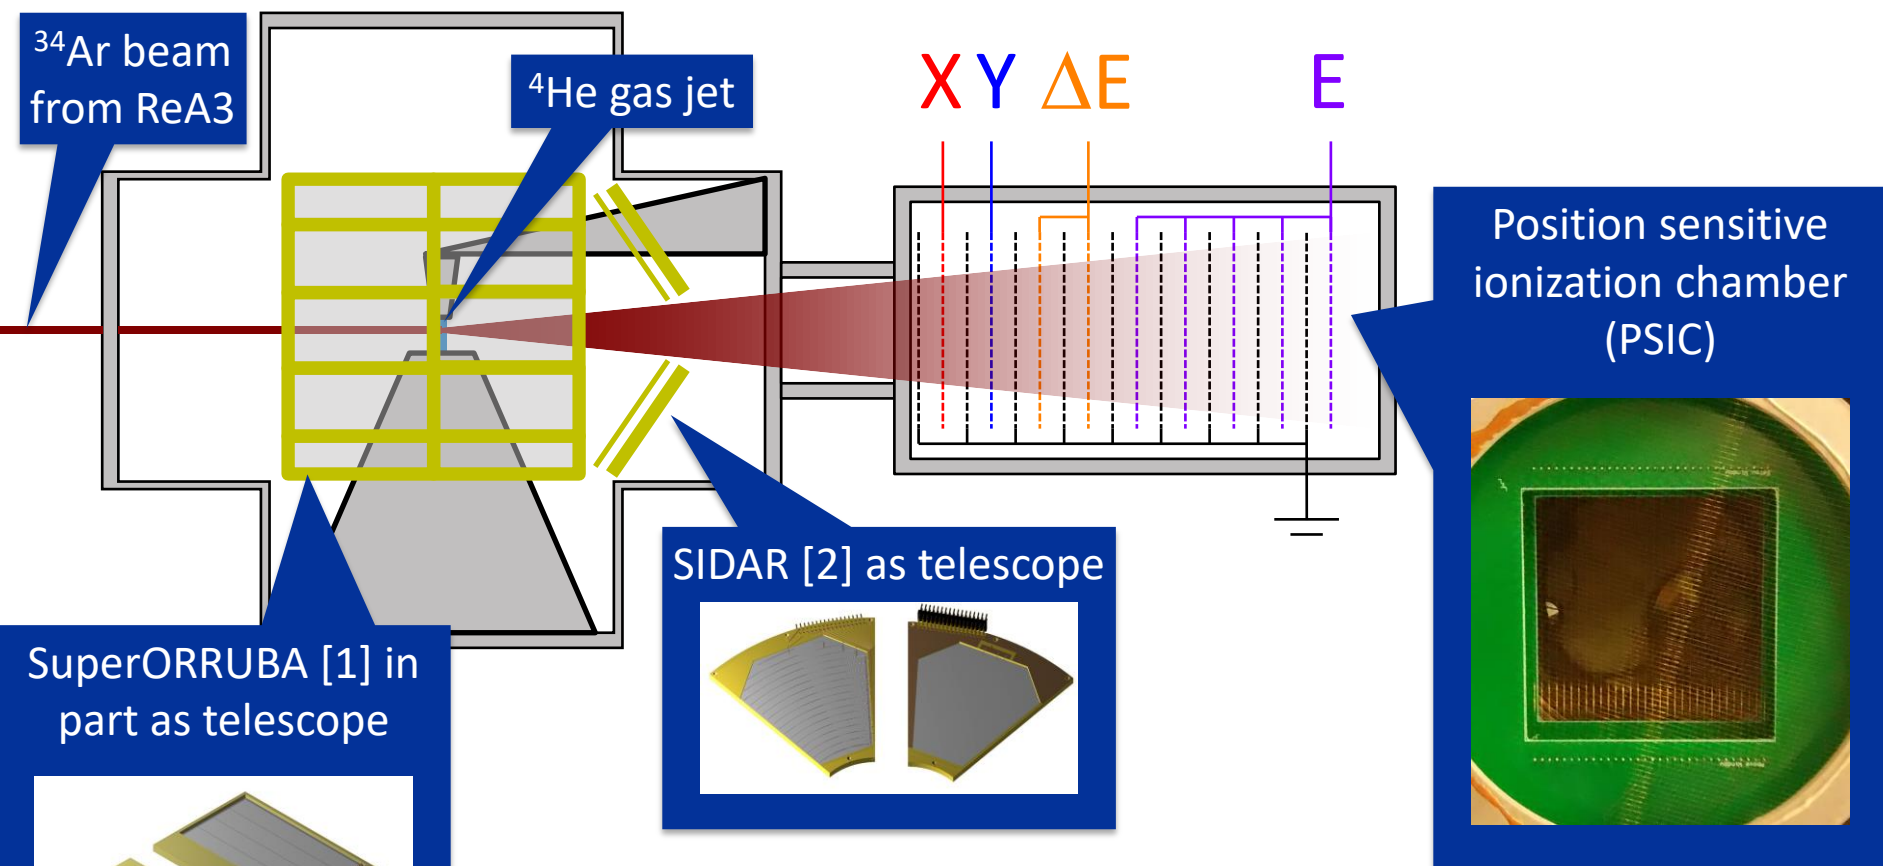 ³⁴Ar beam
from ReA3
⁴He gas jet
X Y ΔE E
Position sensitive
ionization chamber
(PSIC)
SIDAR [2] as telescope
SuperORRUBA [1] in
part as telescope